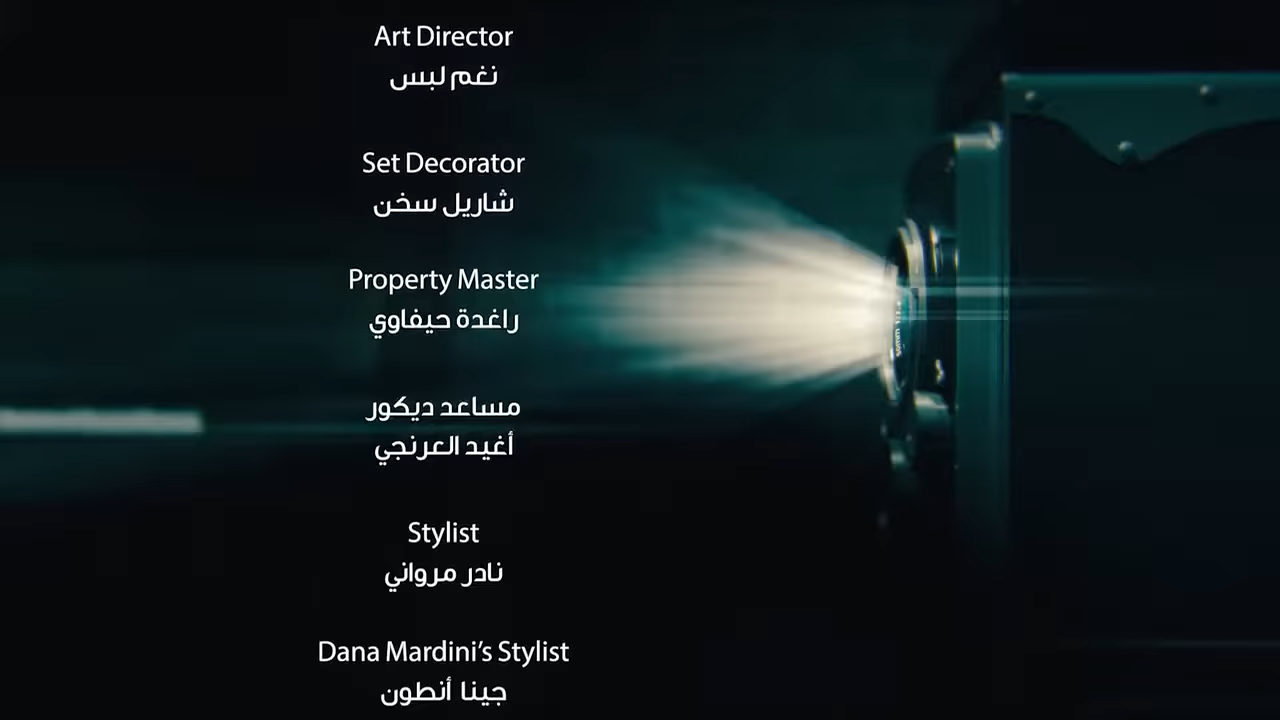 Art Director
نغم لبس
Set Decorator
شاريل سخن
Property Master
راغدة حيفاوي
مساعد ديكور
أغيد العرنجي
Stylist
نادر مرواني
Dana Mardini's Stylist
جينا أنطون